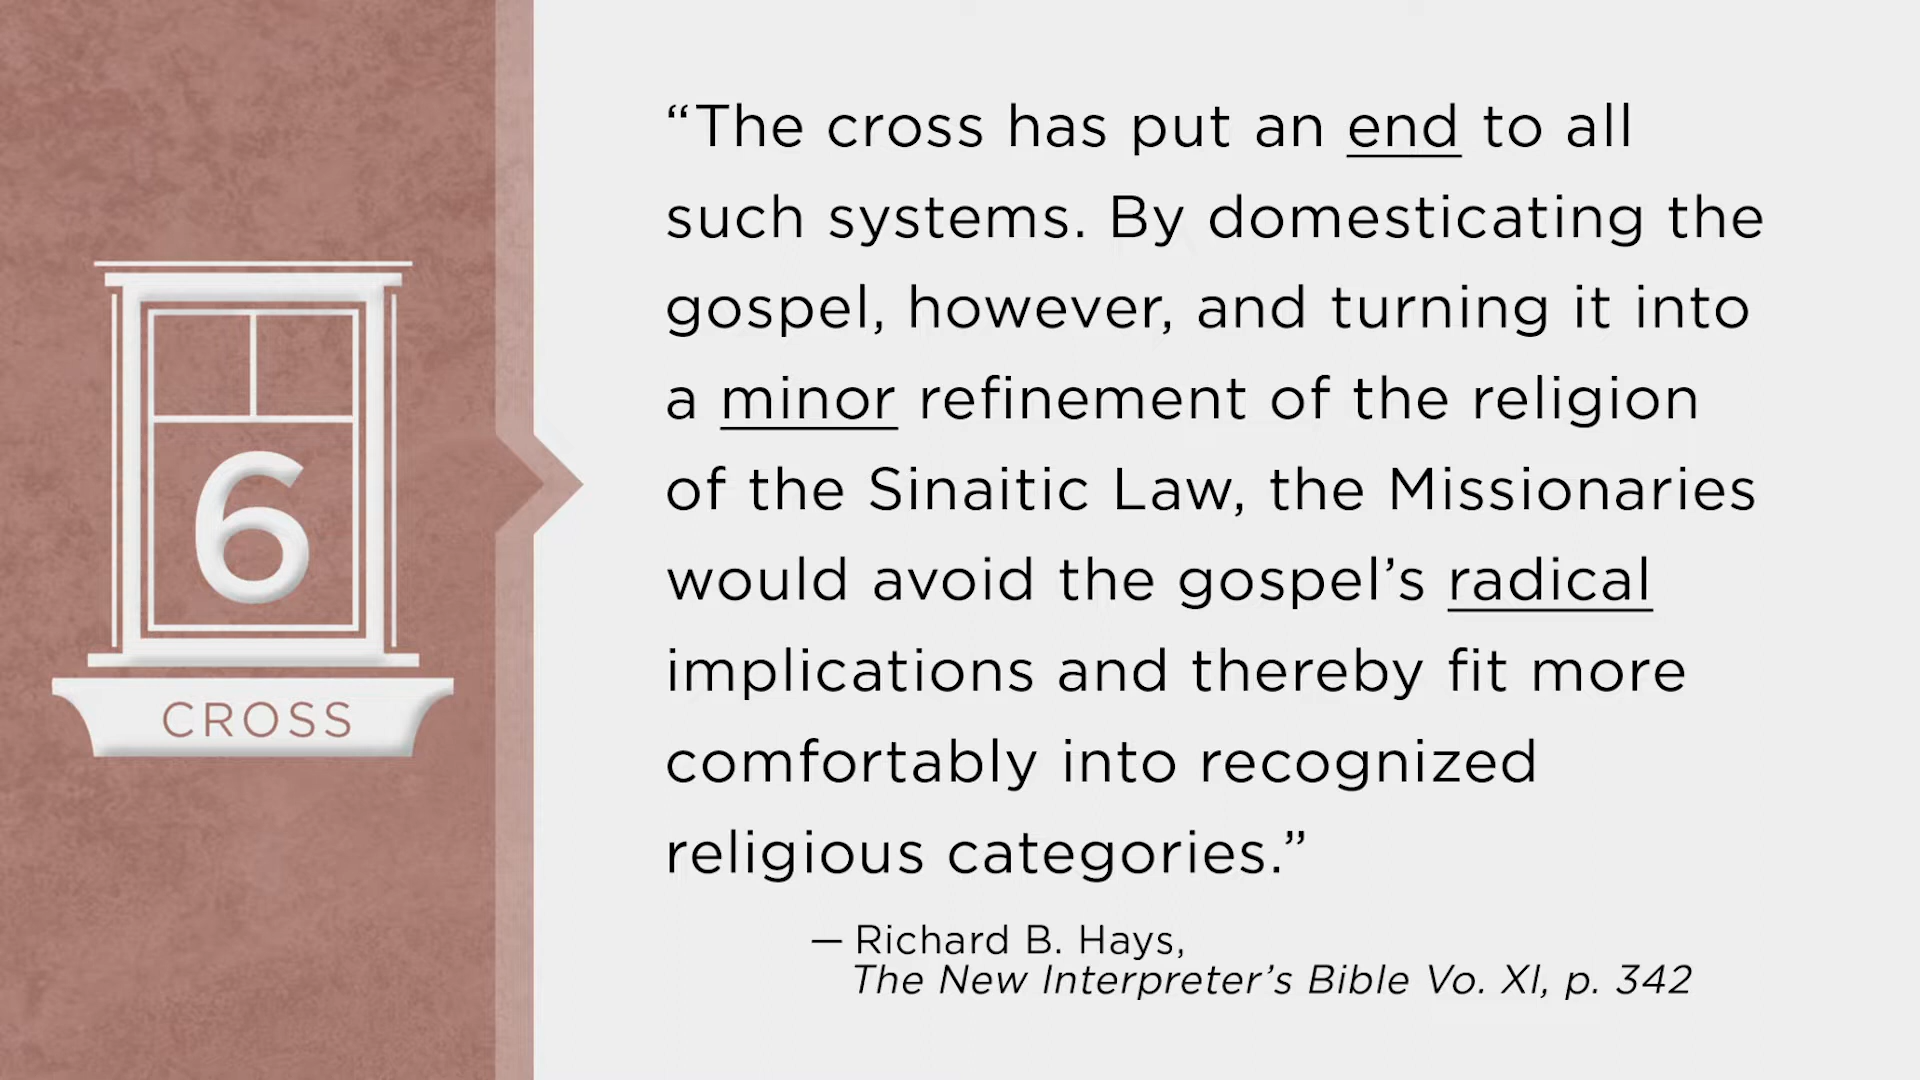 6
CROSS
“The cross has put an end to all
such systems. By domesticating the
gospel, however, and turning it into
a minor refinement of the religion
of the Sinaitic Law, the Missionaries
would avoid the gospel’s radical
implications and thereby fit more
comfortably into recognized
religious categories.”
— Richard B. Hays,
The New Interpreter’s Bible Vo. XI, p. 342